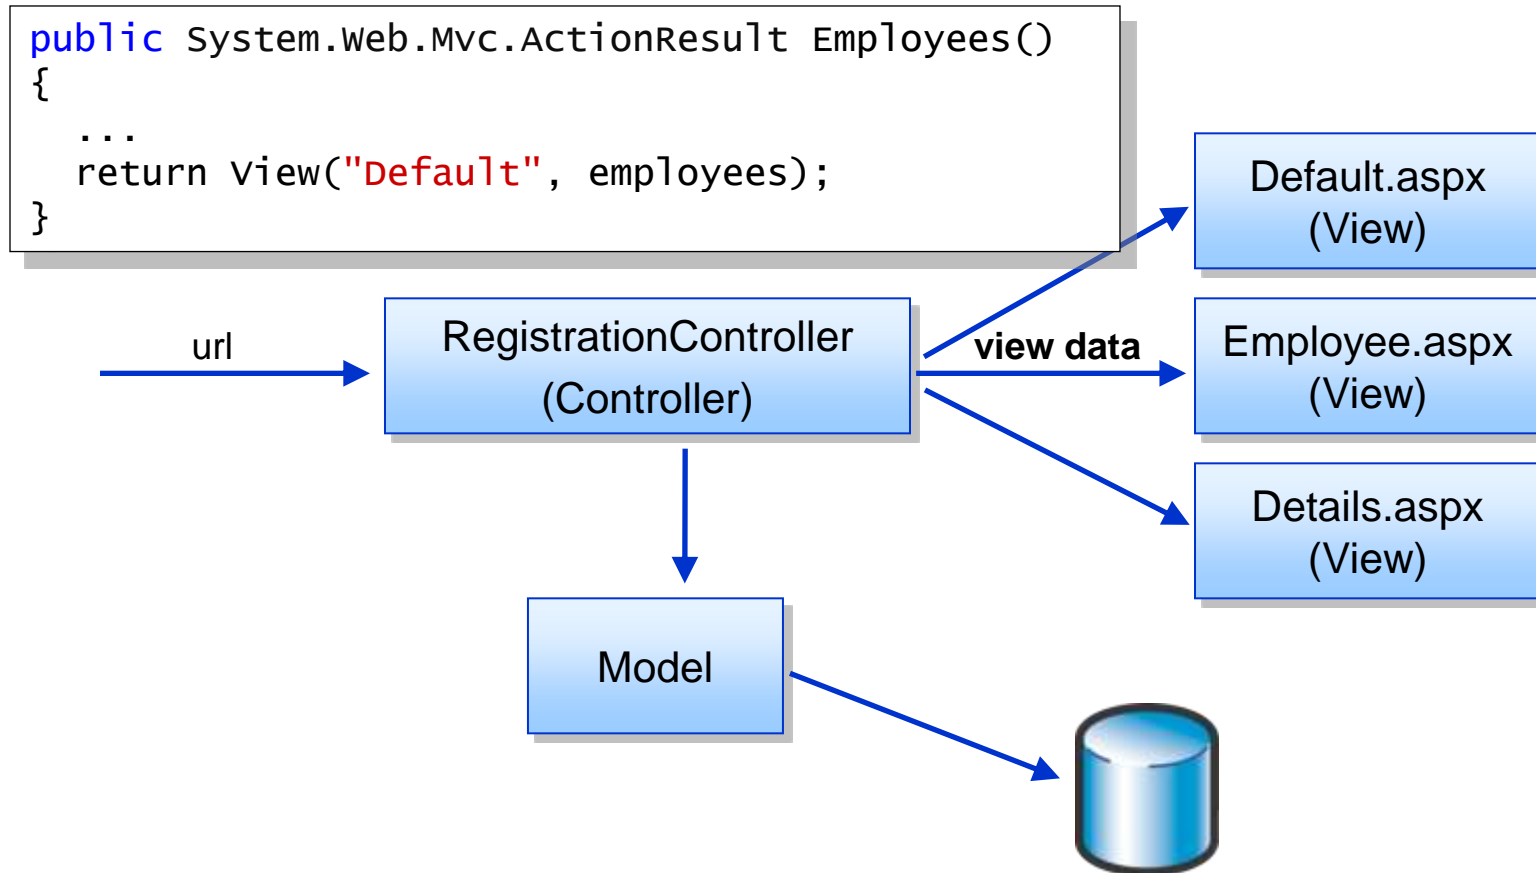 public System.Web.Mvc.ActionResult Employees()
{
...
return View("Default", employees);
}
Default.aspx
(View)
url
RegistrationController
(Controller)
view data
Employee.aspx
(View)
Details.aspx
(View)
Model